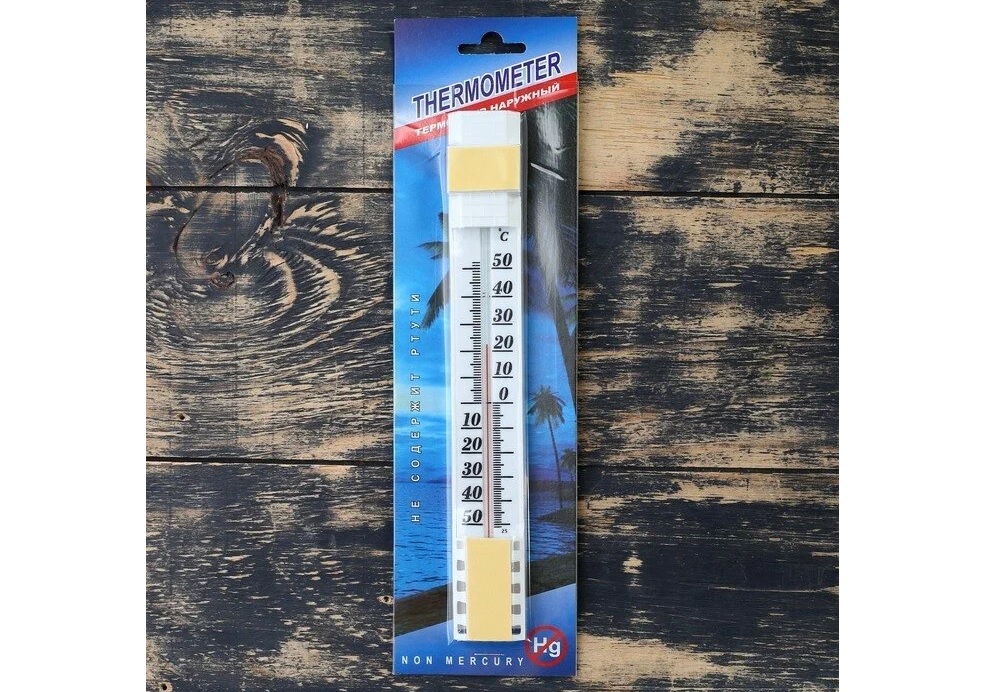 THERMOMETER
НАРУЖНЫЙ
°C
50
40
30
20
10
0
10
20
30
40
50
25
НЕ СОДЕРЖИТ РТУТИ
Hg
NON MERCURY